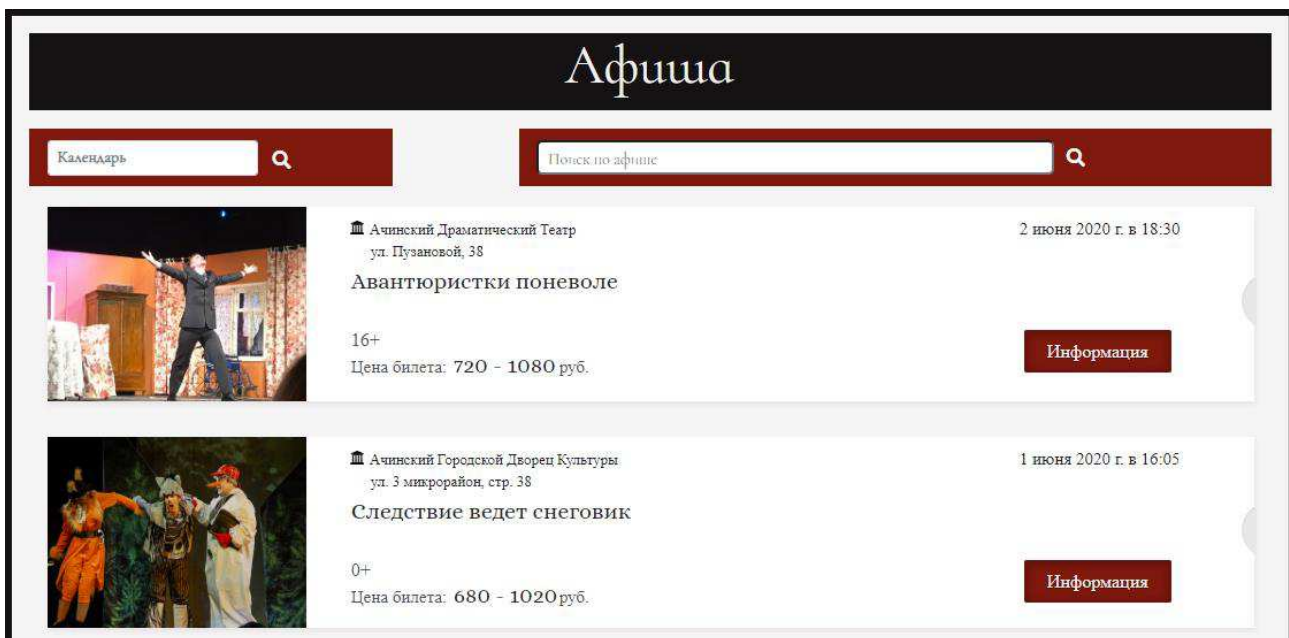 Афиша
Календарь
Поиск по афише
Ачинский Драматический Театр
2 июня 2020 г. в 18:30
ул. Пузановой, 38
Авантюристки поневоле
16+
Информация
Цена билета: 720 - 1080 руб.
Ачинский Городской Дворец Культуры
1 июня 2020 г. в 16:05
ул. 3 микрорайон, стр. 38
Следствие ведет снеговик
0+
Информация
Цена билета: 680 - 1020 руб.